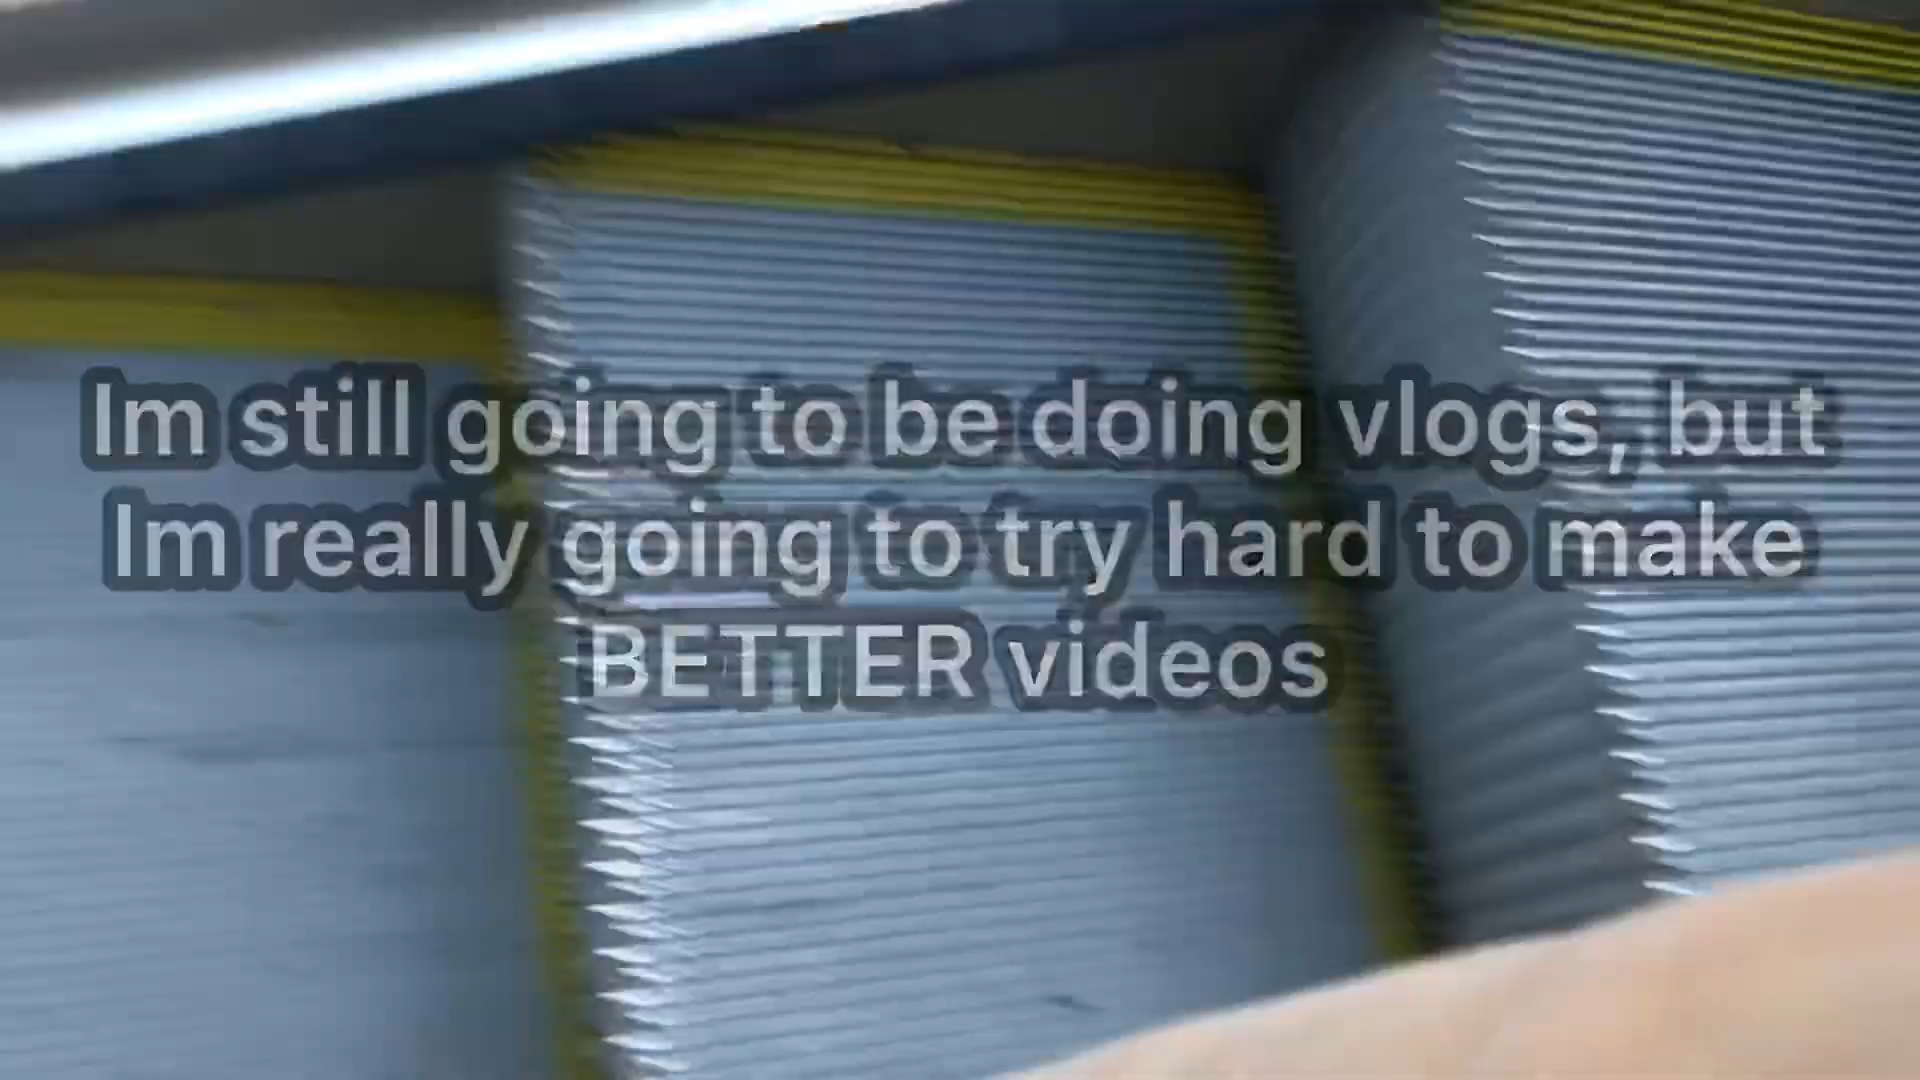 Im still going to be doing vlogs, but
Im really going to try hard to make
BETTER videos